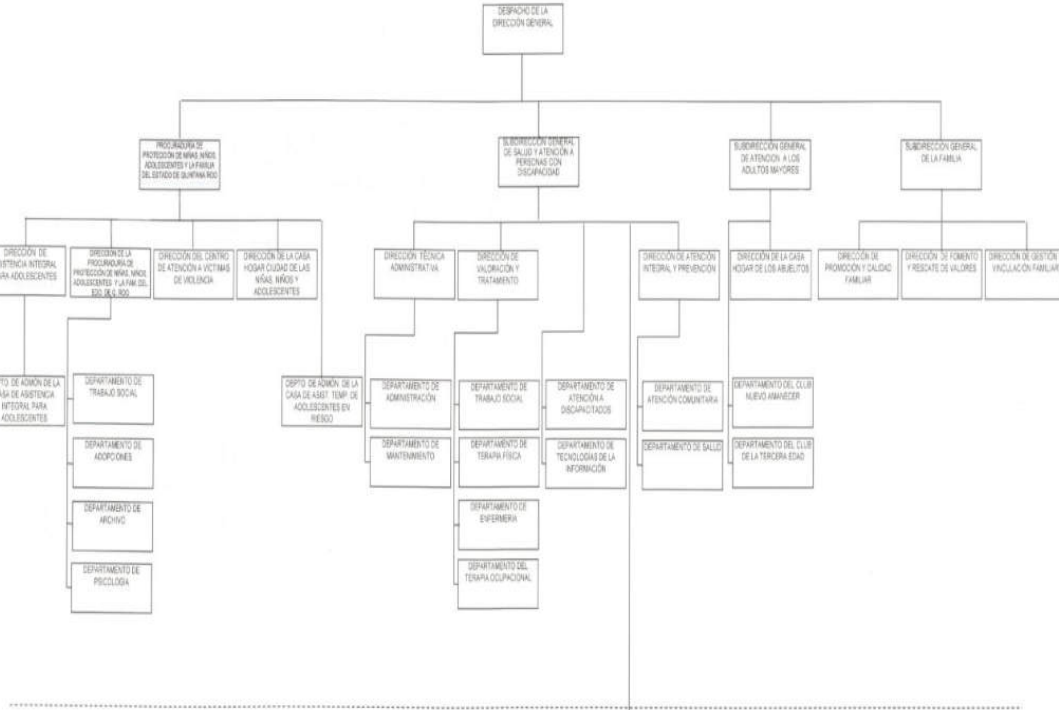 DESPACHO DE LA
DIRECCIÓN GENERAL
PROCURADURÍA DE
PROTECCIÓN DE NIÑAS, NIÑOS,
ADOLESCENTES Y LA FAMILIA
DEL ESTADO DE QUINTANA ROO
SUBDIRECCIÓN GENERAL
DE SALUD Y ATENCIÓN A
PERSONAS CON
DISCAPACIDAD
SUBDIRECCIÓN GENERAL
DE ATENCION A LOS
ADULTOS MAYORES
SUBDIRECCIÓN GENERAL
DE LA FAMILIA
DIRECCIÓN DE
ISTENCIA INTEGRAL
ARA ADOLESCENTES
DIRECCIÓN DE LA
PROCURADURÍA DE
PROTECCIÓN DE NIÑAS, NIÑOS,
ADOLESCENTES Y LA FAM. DEL
EDO. DE Q. ROO
DIRECCIÓN DEL CENTRO
DE ATENCIÓN A VÍCTIMAS
DE VIOLENCIA
DIRECCIÓN DE LA CASA
HOGAR CIUDAD DE LAS
NIÑAS, NIÑOS Y
ADOLESCENTES
DIRECCIÓN TÉCNICA
ADMINISTRATIVA
DIRECCIÓN DE
VALORACIÓN Y
TRATAMIENTO
DIRECCIÓN DE ATENCIÓN
INTEGRAL Y PREVENCIÓN
DIRECCIÓN DE LA CASA
HOGAR DE LOS ABUELITOS
DIRECCIÓN DE
PROMOCIÓN Y CALIDAD
FAMILIAR
DIRECCIÓN DE FOMENTO
Y RESCATE DE VALORES
DIRECCIÓN DE GESTIÓN
VINCULACIÓN FAMILIAR
PTO. DE ADMÓN DE LA
ASA DE ASISTENCIA
INTEGRAL PARA
ADOLESCENTES
DEPARTAMENTO DE
TRABAJO SOCIAL
DEPARTAMENTO DE
ADOPCIONES
DEPARTAMENTO DE
ARCHIVO
DEPARTAMENTO DE
PSICOLOGÍA
DEPTO. DE ADMÓN. DE LA
CASA DE ASIST. TEMP. DE
ADOLESCENTES EN
RIESGO
DEPARTAMENTO DE
ADMINISTRACIÓN
DEPARTAMENTO DE
MANTENIMIENTO
DEPARTAMENTO DE
TRABAJO SOCIAL
DEPARTAMENTO DE
TERAPIA FÍSICA
DEPARTAMENTO DE
ENFERMERÍA
DEPARTAMENTO DEL
TERAPIA OCUPACIONAL
DEPARTAMENTO DE
ATENCIÓN A
DISCAPACITADOS
DEPARTAMENTO DE
TECNOLOGÍAS DE LA
INFORMACIÓN
DEPARTAMENTO DE
ATENCIÓN COMUNITARIA
DEPARTAMENTO DE SALUD
DEPARTAMENTO DEL CLUB
NUEVO AMANECER
DEPARTAMENTO DEL CLUB
DE LA TERCERA EDAD